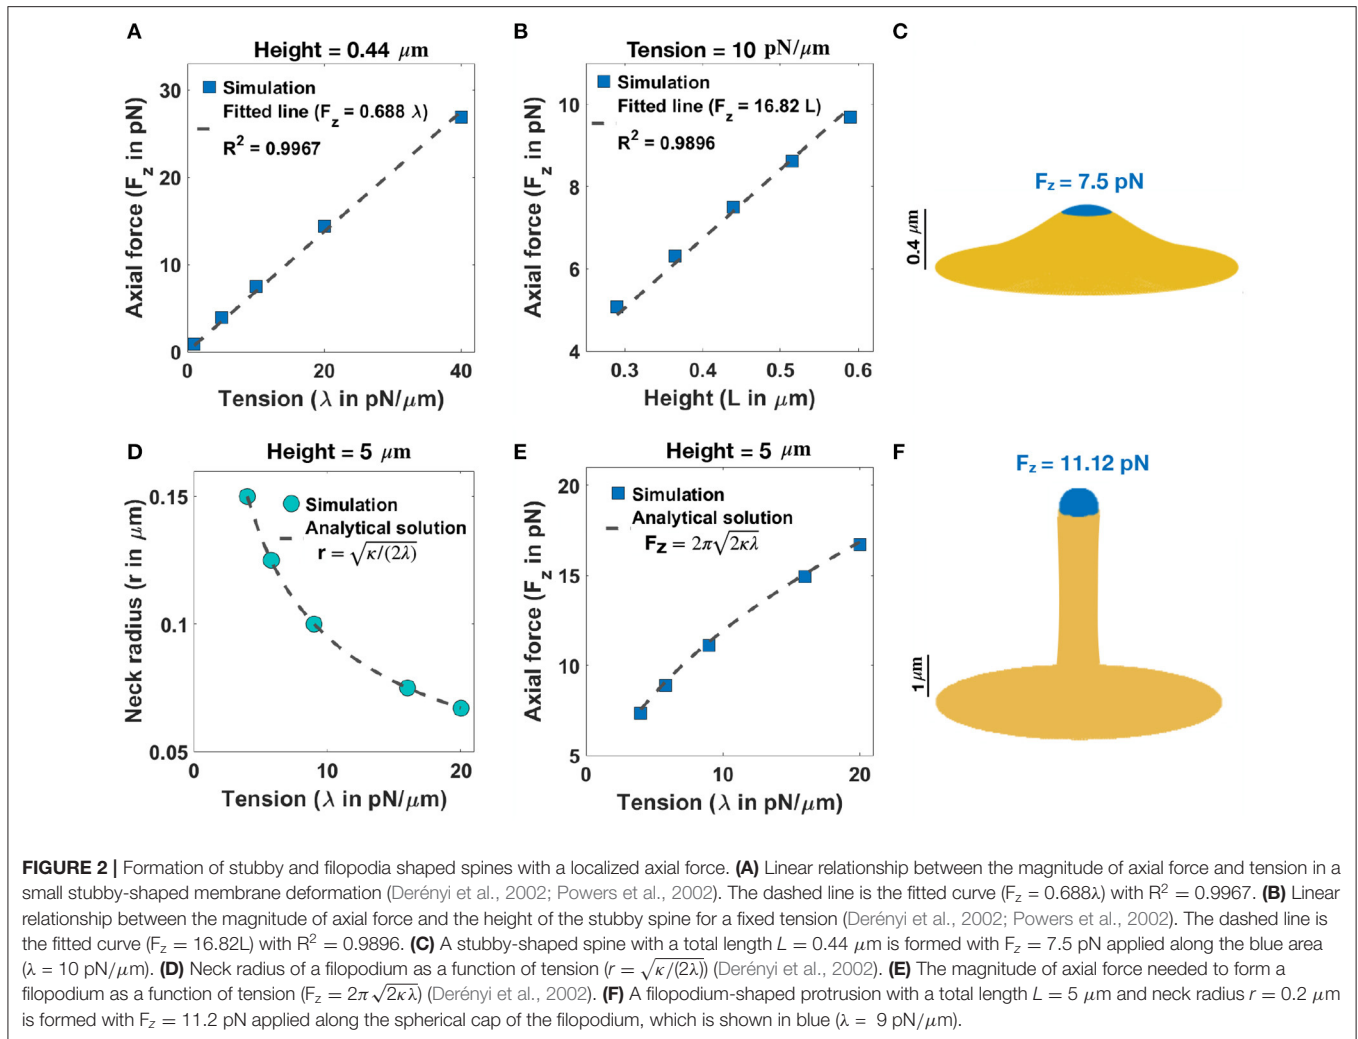 A
Height = 0.44 μm
Axial force (F_z in pN)
30
20
10
0
Simulation
Fitted line (F_z = 0.688 λ)
R² = 0.9967
0
20
40
Tension (λ in pN/μm)
B
Tension = 10 pN/μm
Axial force (F_z in pN)
10
8
6
4
Simulation
Fitted line (F_z = 16.82 L)
R² = 0.9896
0.3
0.4
0.5
0.6
Height (L in μm)
C
F_z = 7.5 pN
0.4 μm
D
Height = 5 μm
Neck radius (r in μm)
0.15
0.1
0.05
Simulation
Analytical solution
r = √κ/(2λ)
0
10
20
Tension (λ in pN/μm)
E
Height = 5 μm
Axial force (F_z in pN)
20
15
10
5
Simulation
Analytical solution
F_z = 2π√2κλ
0
10
20
Tension (λ in pN/μm)
F
F_z = 11.12 pN
1 μm
FIGURE 2 | Formation of stubby and filopodia shaped spines with a localized axial force. (A) Linear relationship between the magnitude of axial force and tension in a
small stubby-shaped membrane deformation (Derényi et al., 2002; Powers et al., 2002). The dashed line is the fitted curve (F_z = 0.688λ) with R² = 0.9967. (B) Linear
relationship between the magnitude of axial force and the height of the stubby spine for a fixed tension (Derényi et al., 2002; Powers et al., 2002). The dashed line is
the fitted curve (F_z = 16.82L) with R² = 0.9896. (C) A stubby-shaped spine with a total length L = 0.44 μm is formed with F_z = 7.5 pN applied along the blue area
(λ = 10 pN/μm). (D) Neck radius of a filopodium as a function of tension (r = √κ/(2λ)) (Derényi et al., 2002). (E) The magnitude of axial force needed to form a
filopodium as a function of tension (F_z = 2π√2κλ) (Derényi et al., 2002). (F) A filopodium-shaped protrusion with a total length L = 5 μm and neck radius r = 0.2 μm
is formed with F_z = 11.2 pN applied along the spherical cap of the filopodium, which is shown in blue (λ = 9 pN/μm).